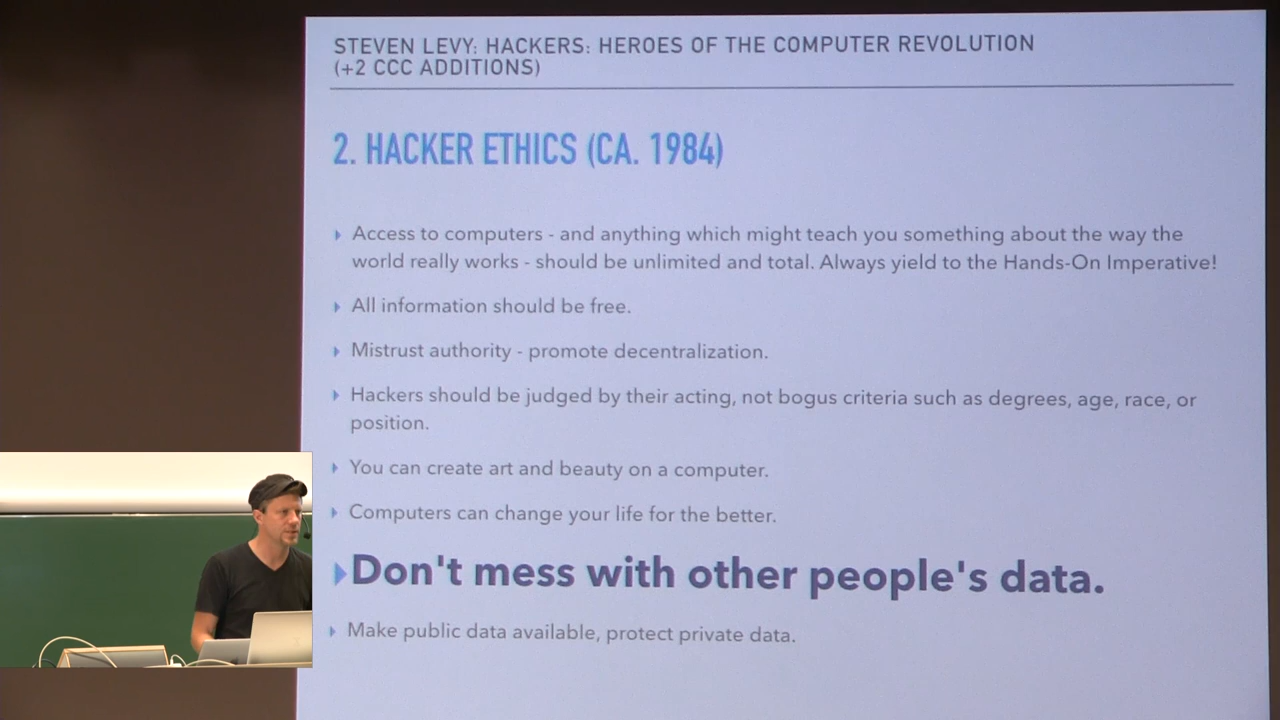 STEVEN LEVY: HACKERS: HEROES OF THE COMPUTER REVOLUTION
(+2 CCC ADDITIONS)
2. HACKER ETHICS (CA. 1984)
Access to computers - and anything which might teach you something about the way the
world really works - should be unlimited and total. Always yield to the Hands-On Imperative!
All information should be free.
Mistrust authority - promote decentralization.
Hackers should be judged by their acting, not bogus criteria such as degrees, age, race, or
position.
You can create art and beauty on a computer.
Computers can change your life for the better.
Don't mess with other people's data.
Make public data available, protect private data.